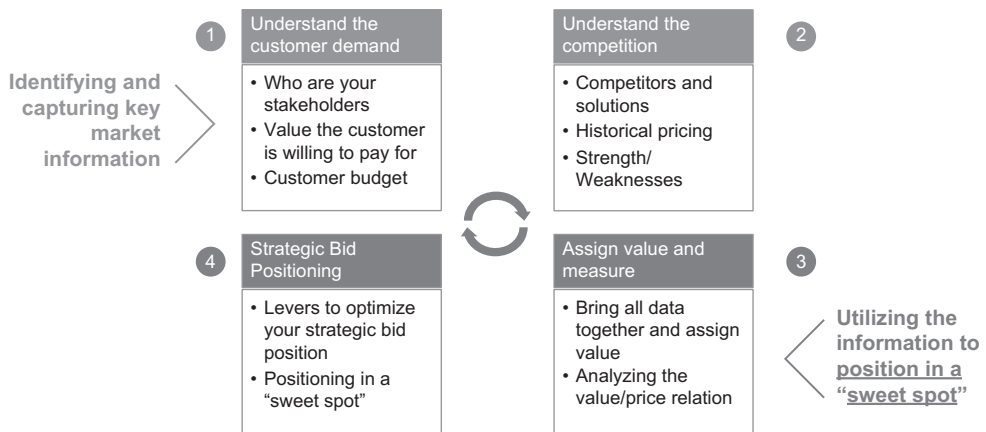 1
Understand the
customer demand
• Who are your
stakeholders
• Value the customer
is willing to pay for
• Customer budget
Understand the
competition
2
• Competitors and
solutions
• Historical pricing
• Strength/
Weaknesses
Identifying and
capturing key
market
information
4
Strategic Bid
Positioning
• Levers to optimize
your strategic bid
position
• Positioning in a
“sweet spot”
Assign value and
measure
3
• Bring all data
together and assign
value
• Analyzing the
value/price relation
Utilizing the
information to
position in a
“sweet spot”